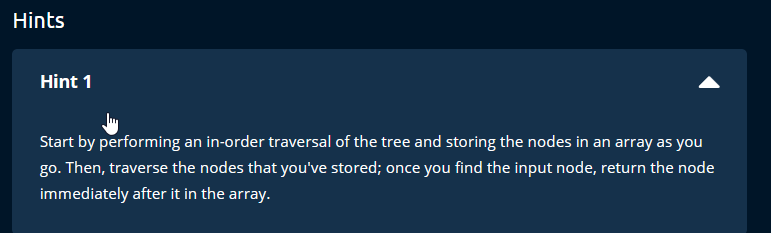 Hints
Hint 1
Start by performing an in-order traversal of the tree and storing the nodes in an array as you
go. Then, traverse the nodes that you've stored; once you find the input node, return the node
immediately after it in the array.